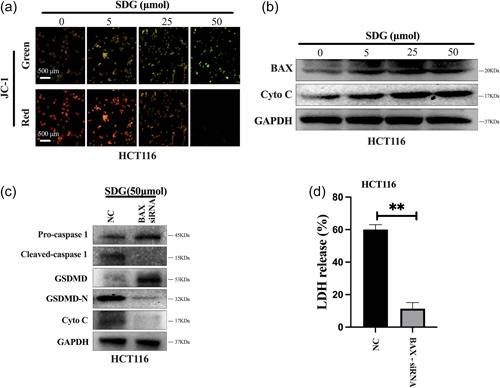 (a)
SDG (μmol)
0 5 25 50
JC-1
Green
500 μm
Red
500 μm
HCT116
(b)
SDG (μmol)
0 5 25 50
BAX
20KDa
Cyto C
17KDa
GAPDH
37KDa
HCT116
(c)
SDG(50μmol)
NC
BAX
siRNA
Pro-caspase 1
45KDa
Cleaved-caspase 1
15KDa
GSDMD
53KDa
GSDMD-N
32KDa
Cyto C
17KDa
GAPDH
37KDa
HCT116
(d)
HCT116
LDH release (%)
80
60
40
20
0
**
NC
BAX - siRNA